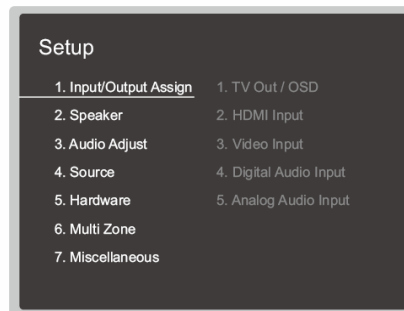 Setup
1. Input/Output Assign
2. Speaker
3. Audio Adjust
4. Source
5. Hardware
6. Multi Zone
7. Miscellaneous
1. TV Out / OSD
2. HDMI Input
3. Video Input
4. Digital Audio Input
5. Analog Audio Input